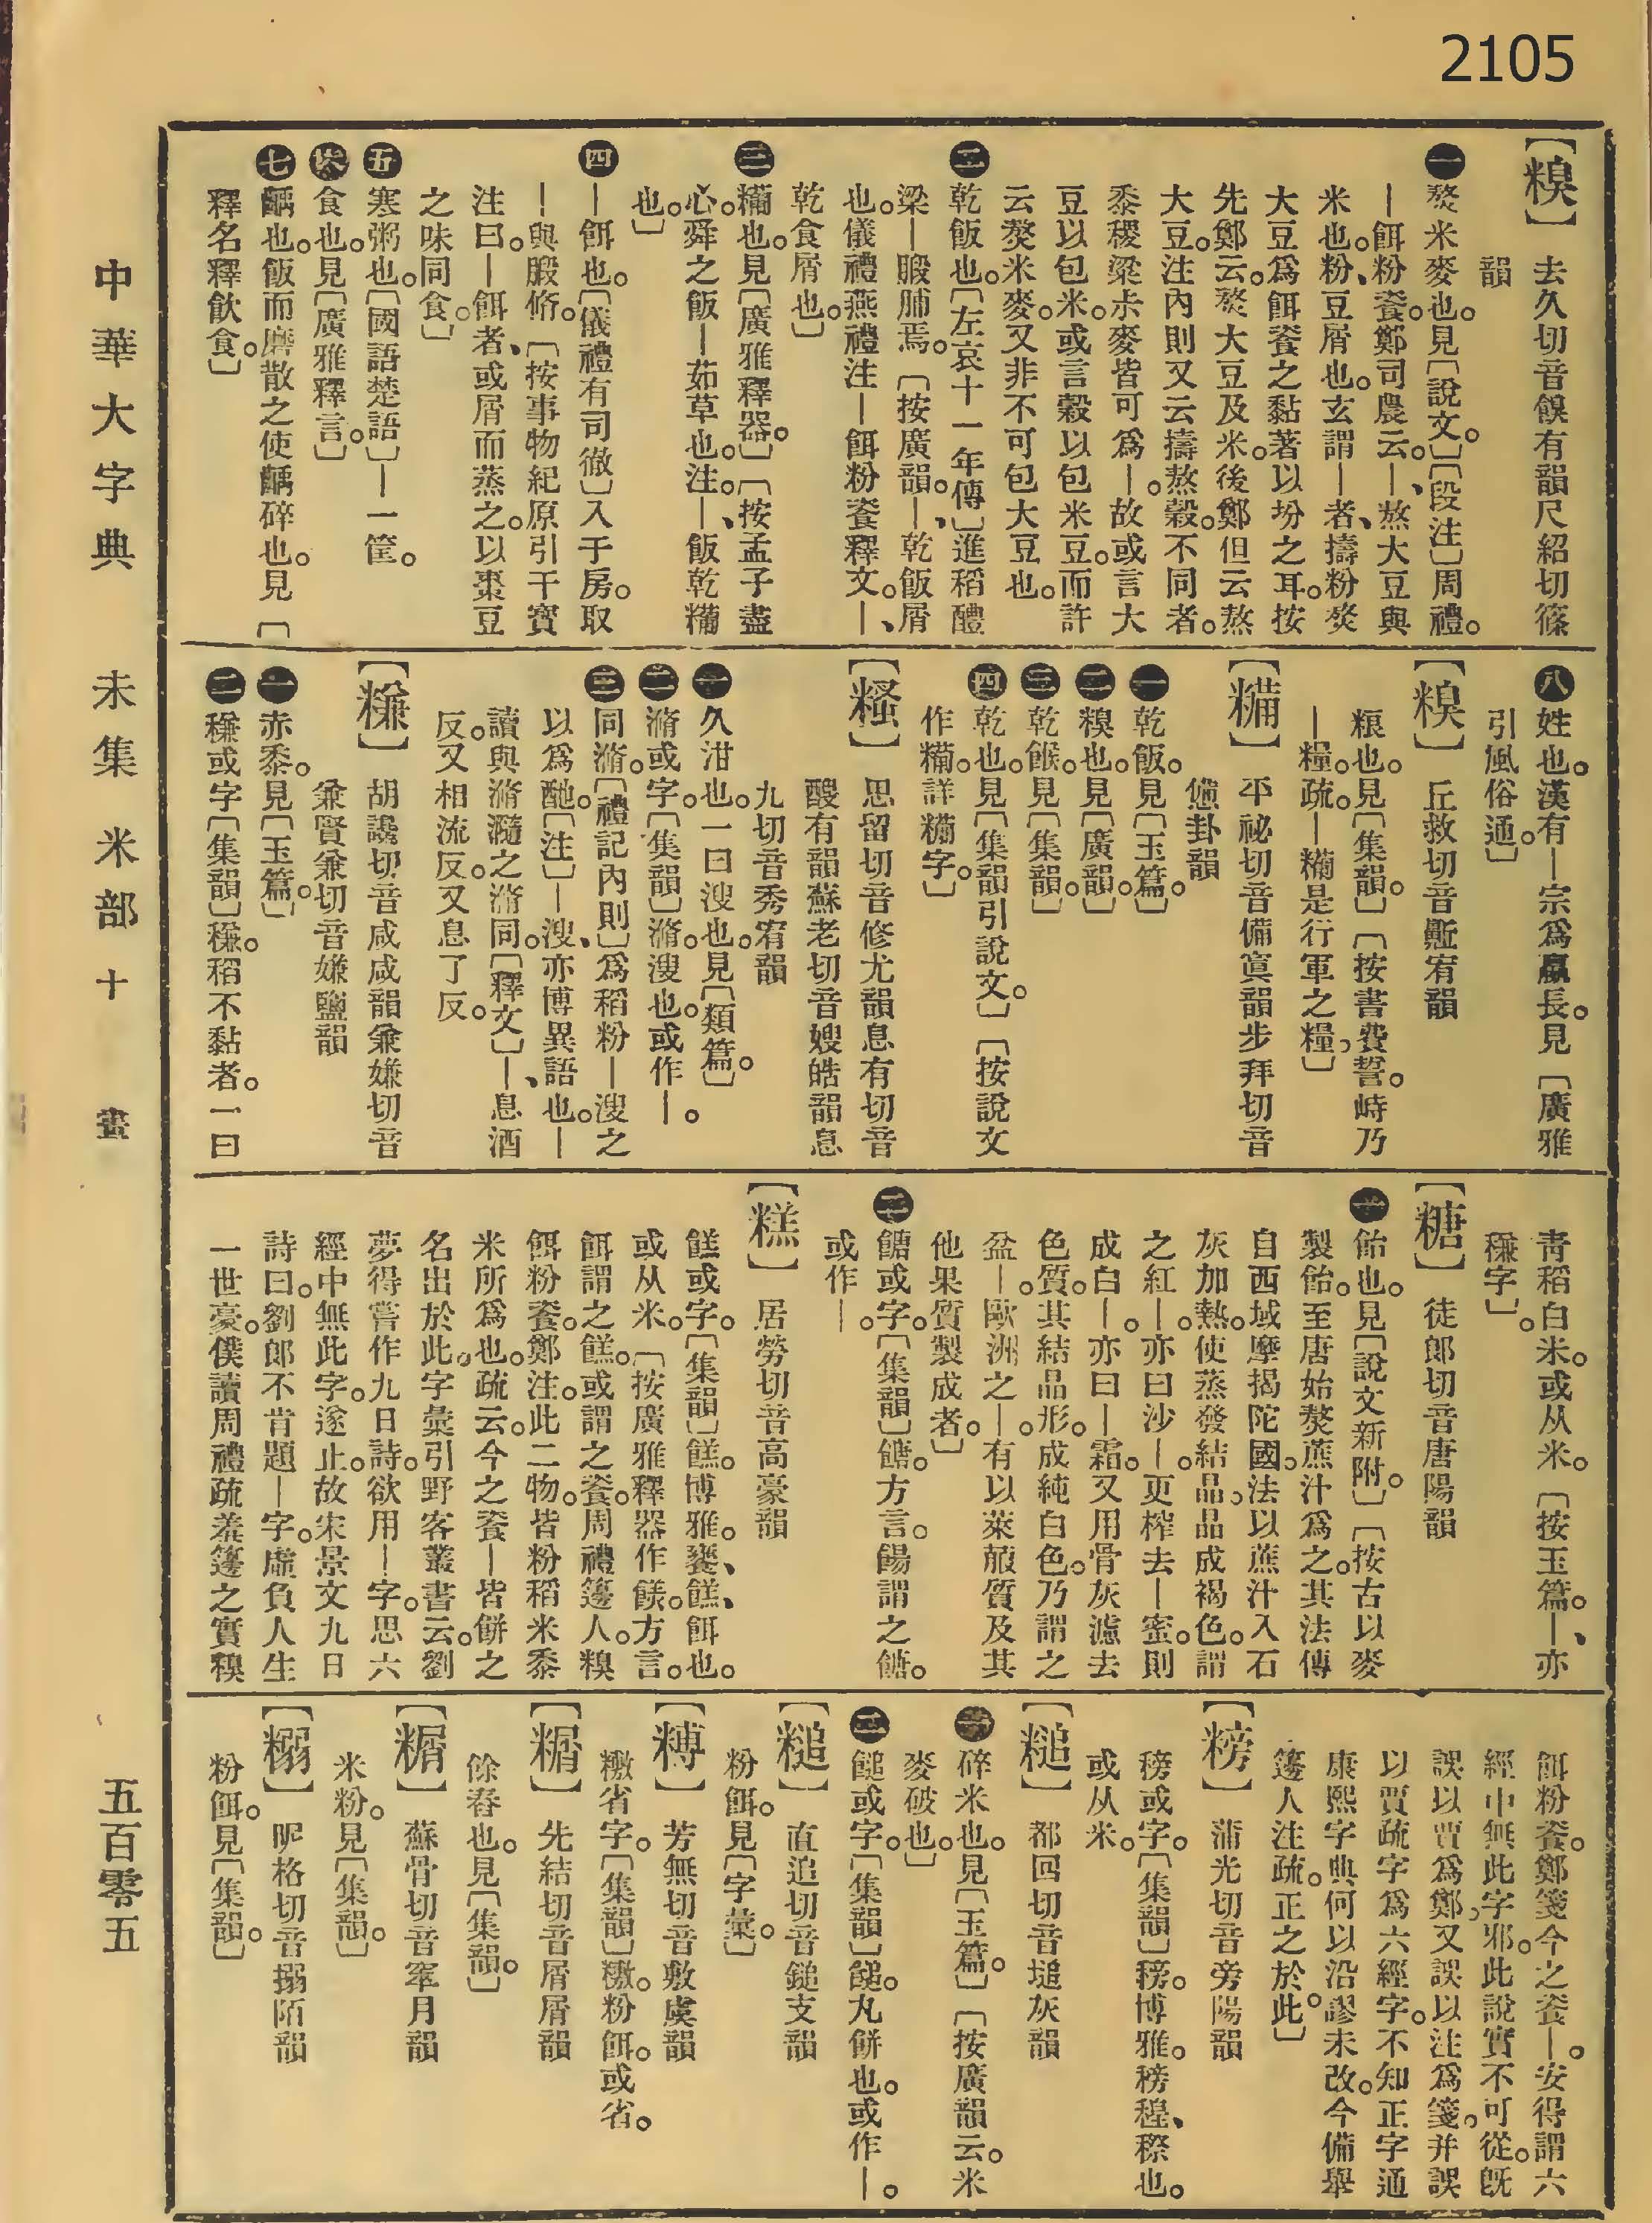 2105
【糗】去久切音餱有韻尺紹切篠
韻
㊀熬米麥也。見〔說文。〕〔段注〕周禮。
—餌粉餈。鄭司農云。—、熬大豆與
米也。粉、豆屑也。玄謂—者、擣粉熬
大豆爲餌餈之黏著以坋之耳。按
先鄭云。熬大豆及米。後鄭但云熬
大豆。注內則又云擣熬穀。不同者。
黍稷粱尗麥皆可爲—。故或言大
豆以包米。或言穀以包米豆。而許
云熬米麥。又非不可包大豆也。
㊁乾飯也。〔左哀十一年傳〕進稻醴
粱—腶脯焉。〔按廣韻。—、乾飯屑
也。儀禮燕禮注—餌粉餈釋文。—、
乾食屑也。〕
㊂糒也。見〔廣雅釋器。〕〔按孟子盡
心。舜之飯—茹草也。注。—、飯乾糒
也。〕
㊃—餌也。〔儀禮有司徹〕入于房。取
—與腶脩。〔按事物紀原引干寶
注曰。—餌者、或屑而蒸之。以棗豆
之味同食。〕
㊄寒粥也。〔國語楚語〕—一筐。
㊅食也。見〔廣雅釋言。〕
㊆齲也。飯而磨散之使齲碎也。見〔
釋名釋飲食。〕
㊇姓也。漢有—宗爲嬴長。見〔廣雅
引風俗通。〕
【糗】丘救切音䠗宥韻
粮也。見〔集韻。〕〔按書費誓。峙乃
—糧。疏。—糒是行軍之糧。〕
【糒】平祕切音備寘韻步拜切音
憊卦韻
㊀乾飯。見〔玉篇。〕
㊁糗也。見〔廣韻。〕
㊂乾餱。見〔集韻。〕
㊃乾也。見〔集韻引說文。〕〔按說文
作糒。詳糒字。〕
【糔】思留切音修尤韻息有切音
醙有韻蘇老切音嫂皓韻息
九切音秀宥韻
㊀久泔也。一曰溲也。見〔類篇。〕
㊁滫或字。〔集韻〕滫。溲也。或作—。
㊂同滫。〔禮記內則〕爲稻粉—溲之
以爲酏。〔注〕—溲、亦博異語也。—
讀與滫瀡之滫同。〔釋文〕—、息酒
反。又相流反。又息了反。
【䊠】胡讒切音咸咸韻兼嫌切音
兼賢兼切音嫌鹽韻
㊀赤黍。見〔玉篇。〕
㊁稴或字。〔集韻〕稴。稻不黏者。一曰
靑稻白米。或从米。〔按玉篇。—、亦
稴字。〕
【糖】徒郎切音唐陽韻
㊀飴也。見〔說文新附。〕〔按古以麥
製飴。至唐始熬蔗汁爲之。其法傳
自西域摩揭陀國。法以蔗汁入石
灰加熱。使蒸發結晶。晶成褐色。謂
之紅—。亦曰沙—。更榨去—蜜。則
成白—。亦曰—霜。又用骨灰濾去
色質。其結晶形。成純白色。乃謂之
盆—。歐洲之—。有以萊菔質及其
他果質製成者。〕
㊁餹或字。〔集韻〕餹。方言。餳謂之餹。
或作—。
【糕】居勞切音高豪韻
餻或字。〔集韻〕餻。博雅。䬾、餻、餌也。
或从米。〔按廣雅釋器作餻。方言。
餌謂之餻。或謂之餈。周禮籩人。糗
餌粉餈。鄭注。此二物。皆粉稻米黍
米所爲也。疏云。今之餈—皆餅之
名出於此。字彙引野客叢書云。劉
夢得嘗作九日詩。欲用—字。思六
經中無此字。遂止。故宋景文九日
詩曰。劉郎不肯題—字。虛負人生
一世豪。僕讀周禮疏羞籩之實糗
餌粉餈。鄭箋今之餈—。安得謂六
經中無此字邪。此說實不可從。旣
誤以賈爲鄭。又誤以注爲箋。幷誤
以賈疏字爲六經字。不知正字通
康熙字典何以沿謬未改。今備舉
籩人注疏。正之於此。〕
【䅭】蒲光切音旁陽韻
䅭或字。〔集韻〕䅭。博雅。䅭䅣、穄也。
或从米。
【䊚】都回切音塠灰韻
㊀碎米也。見〔玉篇。〕〔按廣韻云。米
麥破也。〕
㊁䭔或字。〔集韻〕䭔。丸餅也。或作—。
【䊚】直追切音鎚支韻
粉餌。見〔字彙。〕
【䊞】芳無切音敷虞韻
䊧省字。〔集韻〕䊧。粉餌。或省。
【糏】先結切音屑屑韻
餘舂也。見〔集韻。〕
【糏】蘇骨切音窣月韻
米粉。見〔集韻。〕
【糑】昵格切音搦陌韻
粉餌。見〔集韻。〕
中華大字典 未集 米部 十畫 五百零五